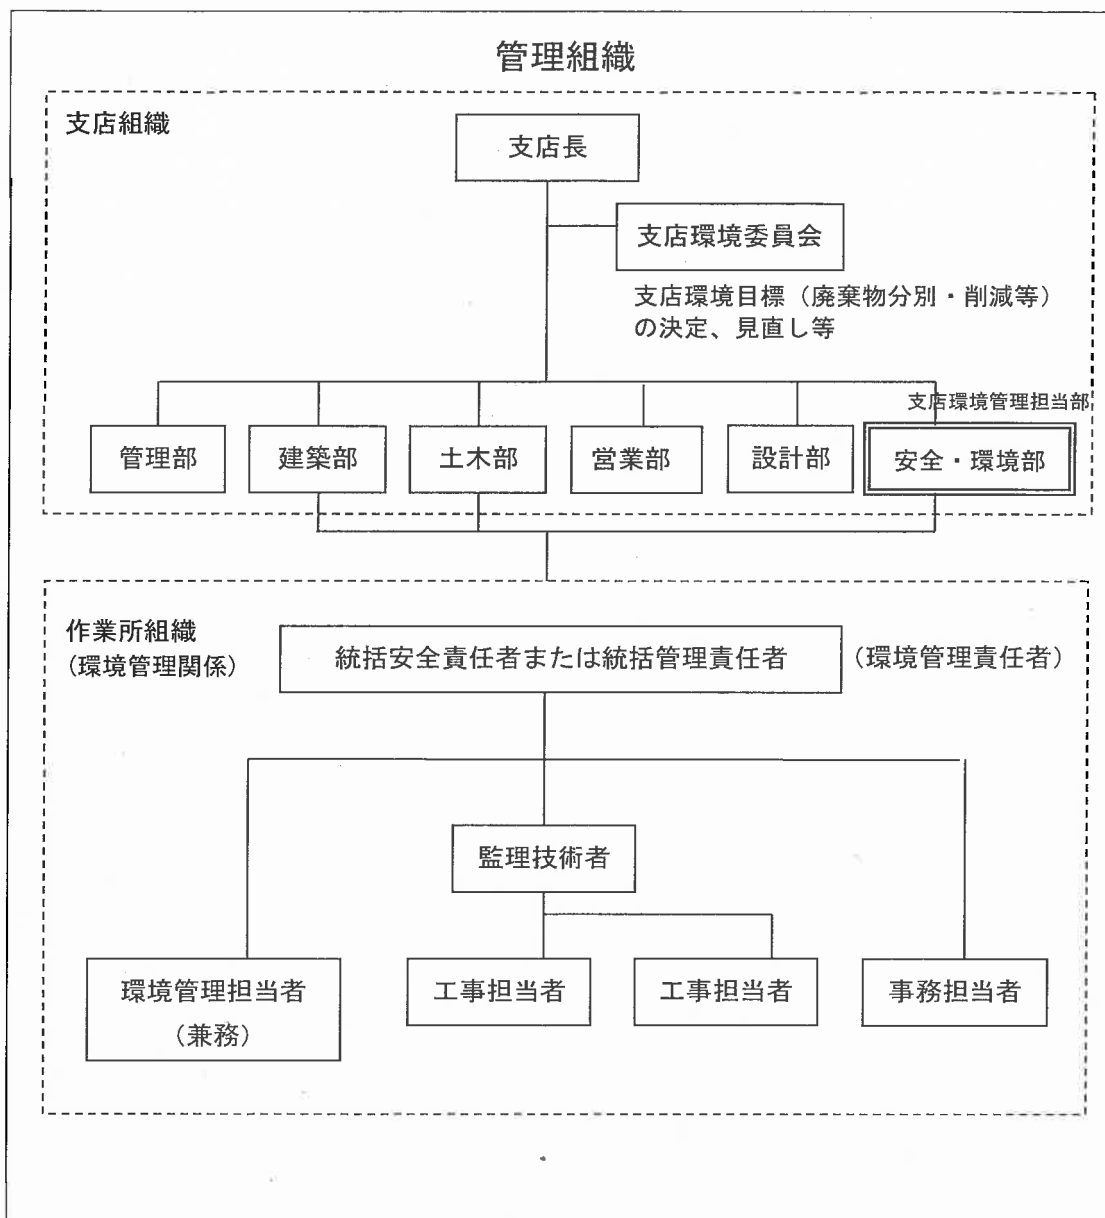 管理組織
支店組織
支店長
支店環境委員会
支店環境目標（廃棄物分別・削減等）
の決定、見直し等
支店環境管理担当部
管理部
建築部
土木部
営業部
設計部
安全・環境部
作業所組織
（環境管理関係）
統括安全責任者または統括管理責任者
（環境管理責任者）
監理技術者
環境管理担当者
（兼務）
工事担当者
工事担当者
事務担当者